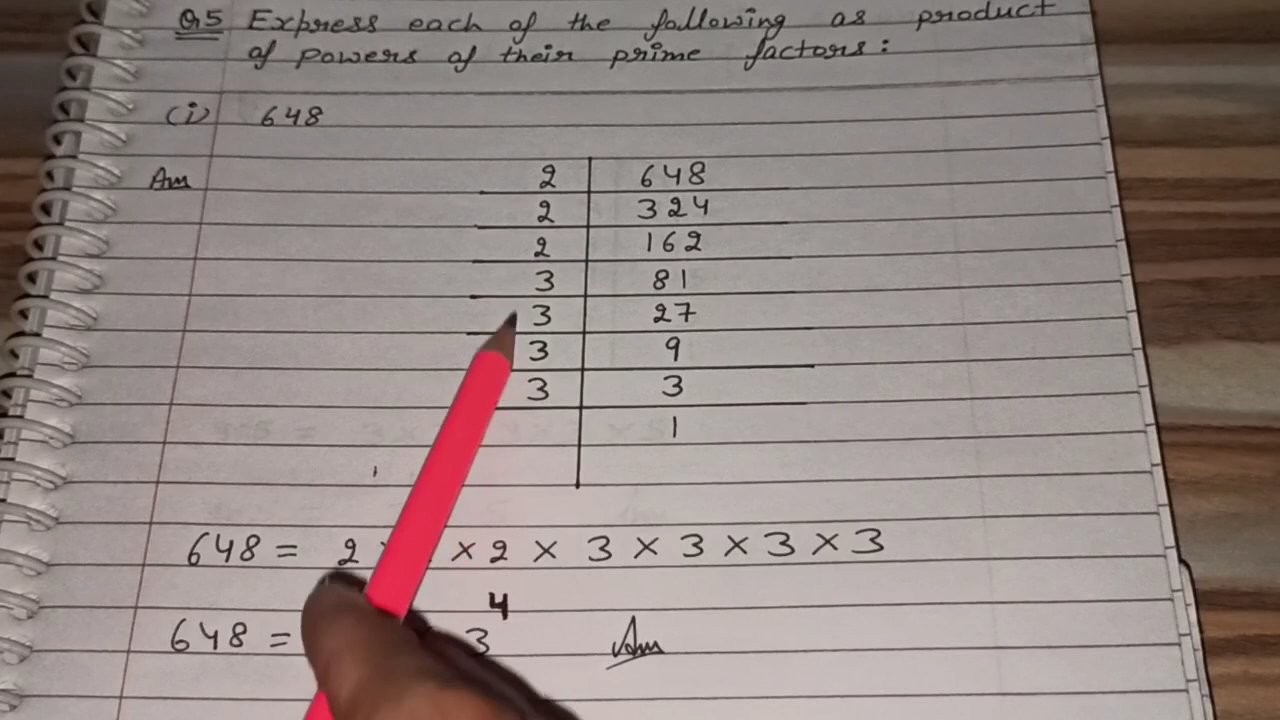 Q5 Express each of the following as product
of powers of their prime factors:
(i) 648
Ans
2 648
2 324
2 162
3 81
3 27
3 9
3 3
1
648 = 2 × × 2 × 3 × 3 × 3 × 3
648 = 3⁴ Ans